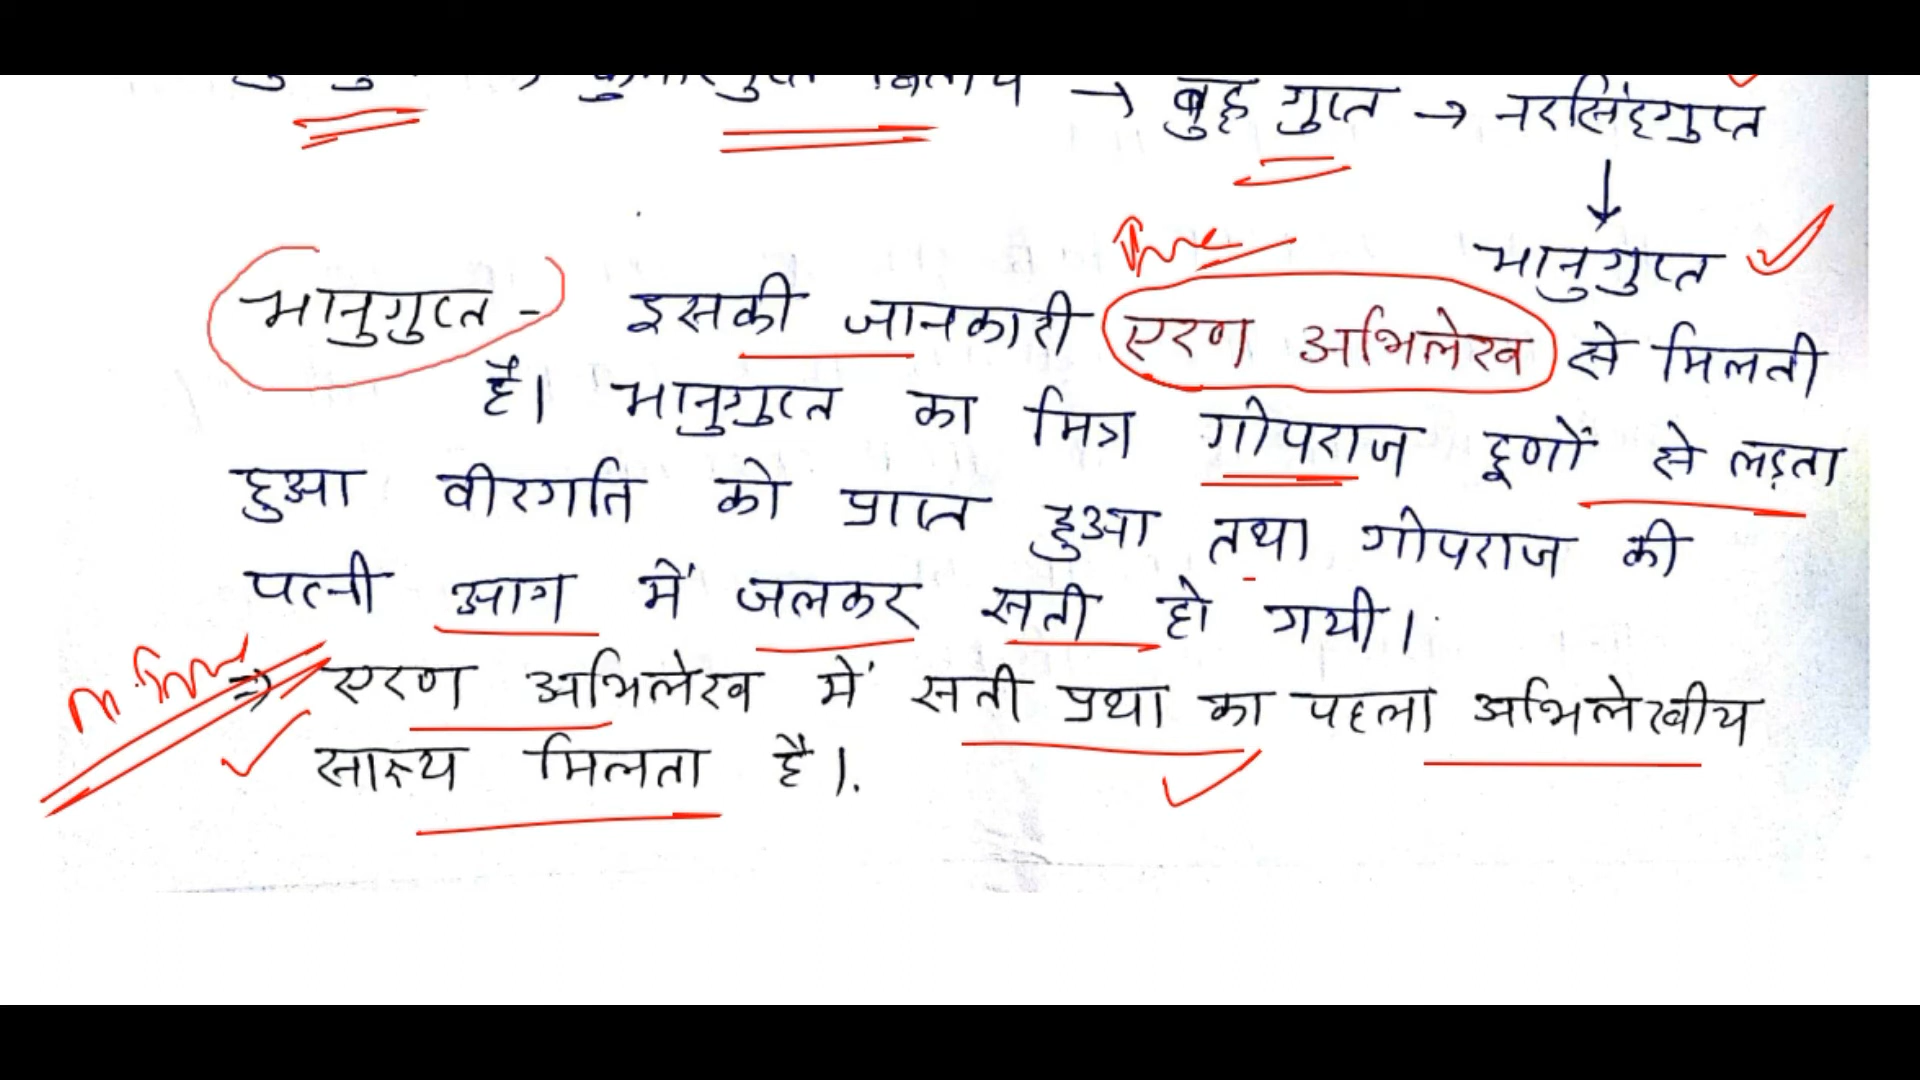 कुमारगुप्त द्वितीय → बुद्ध गुप्त → नरसिंहगुप्त
↓
भानुगुप्त
भानुगुप्त - इसकी जानकारी एरण अभिलेख से मिलती
है। भानुगुप्त का मित्र गोपराज हूणों से लड़ता
हुआ वीरगति को प्राप्त हुआ तथा गोपराज की
पत्नी आग में जलकर सती हो गयी।
⇒ एरण अभिलेख में सती प्रथा का पहला अभिलेखीय
साक्ष्य मिलता है।